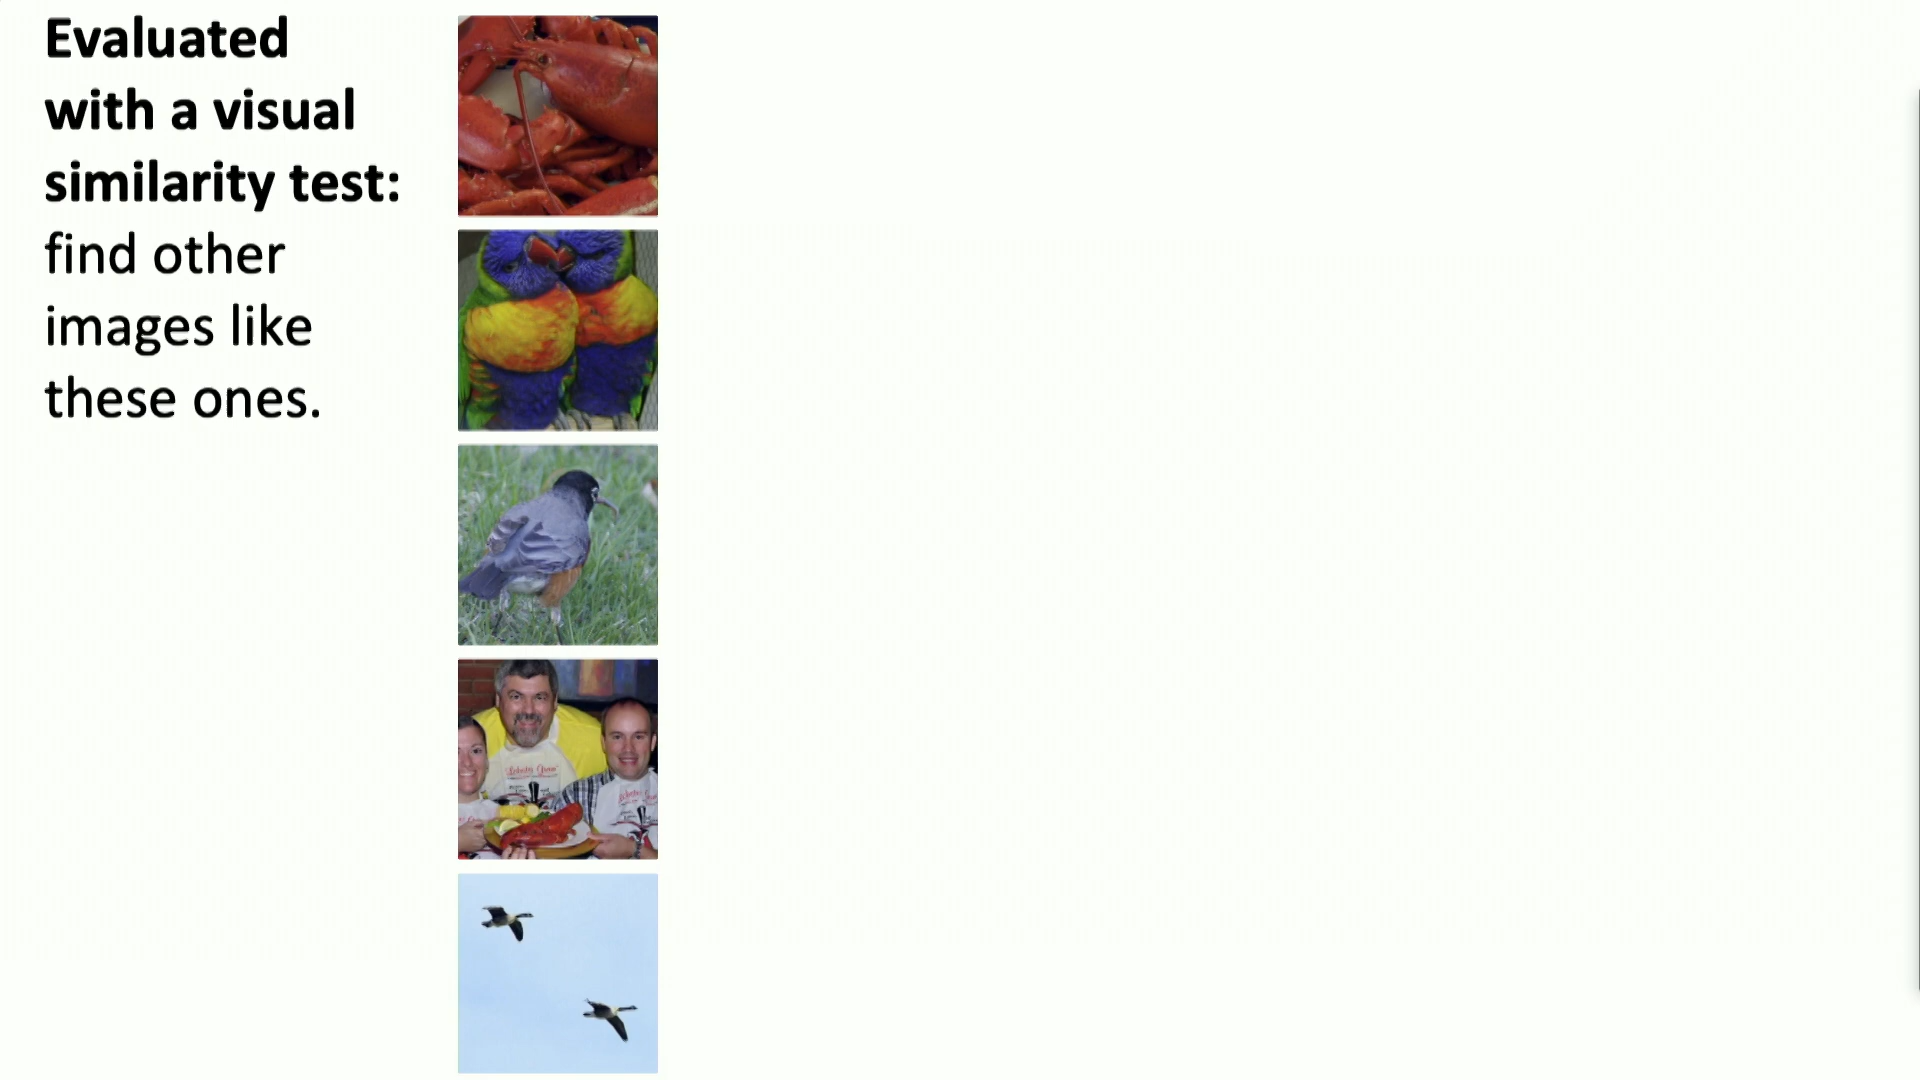 Evaluated
with a visual
similarity test:
find other
images like
these ones.